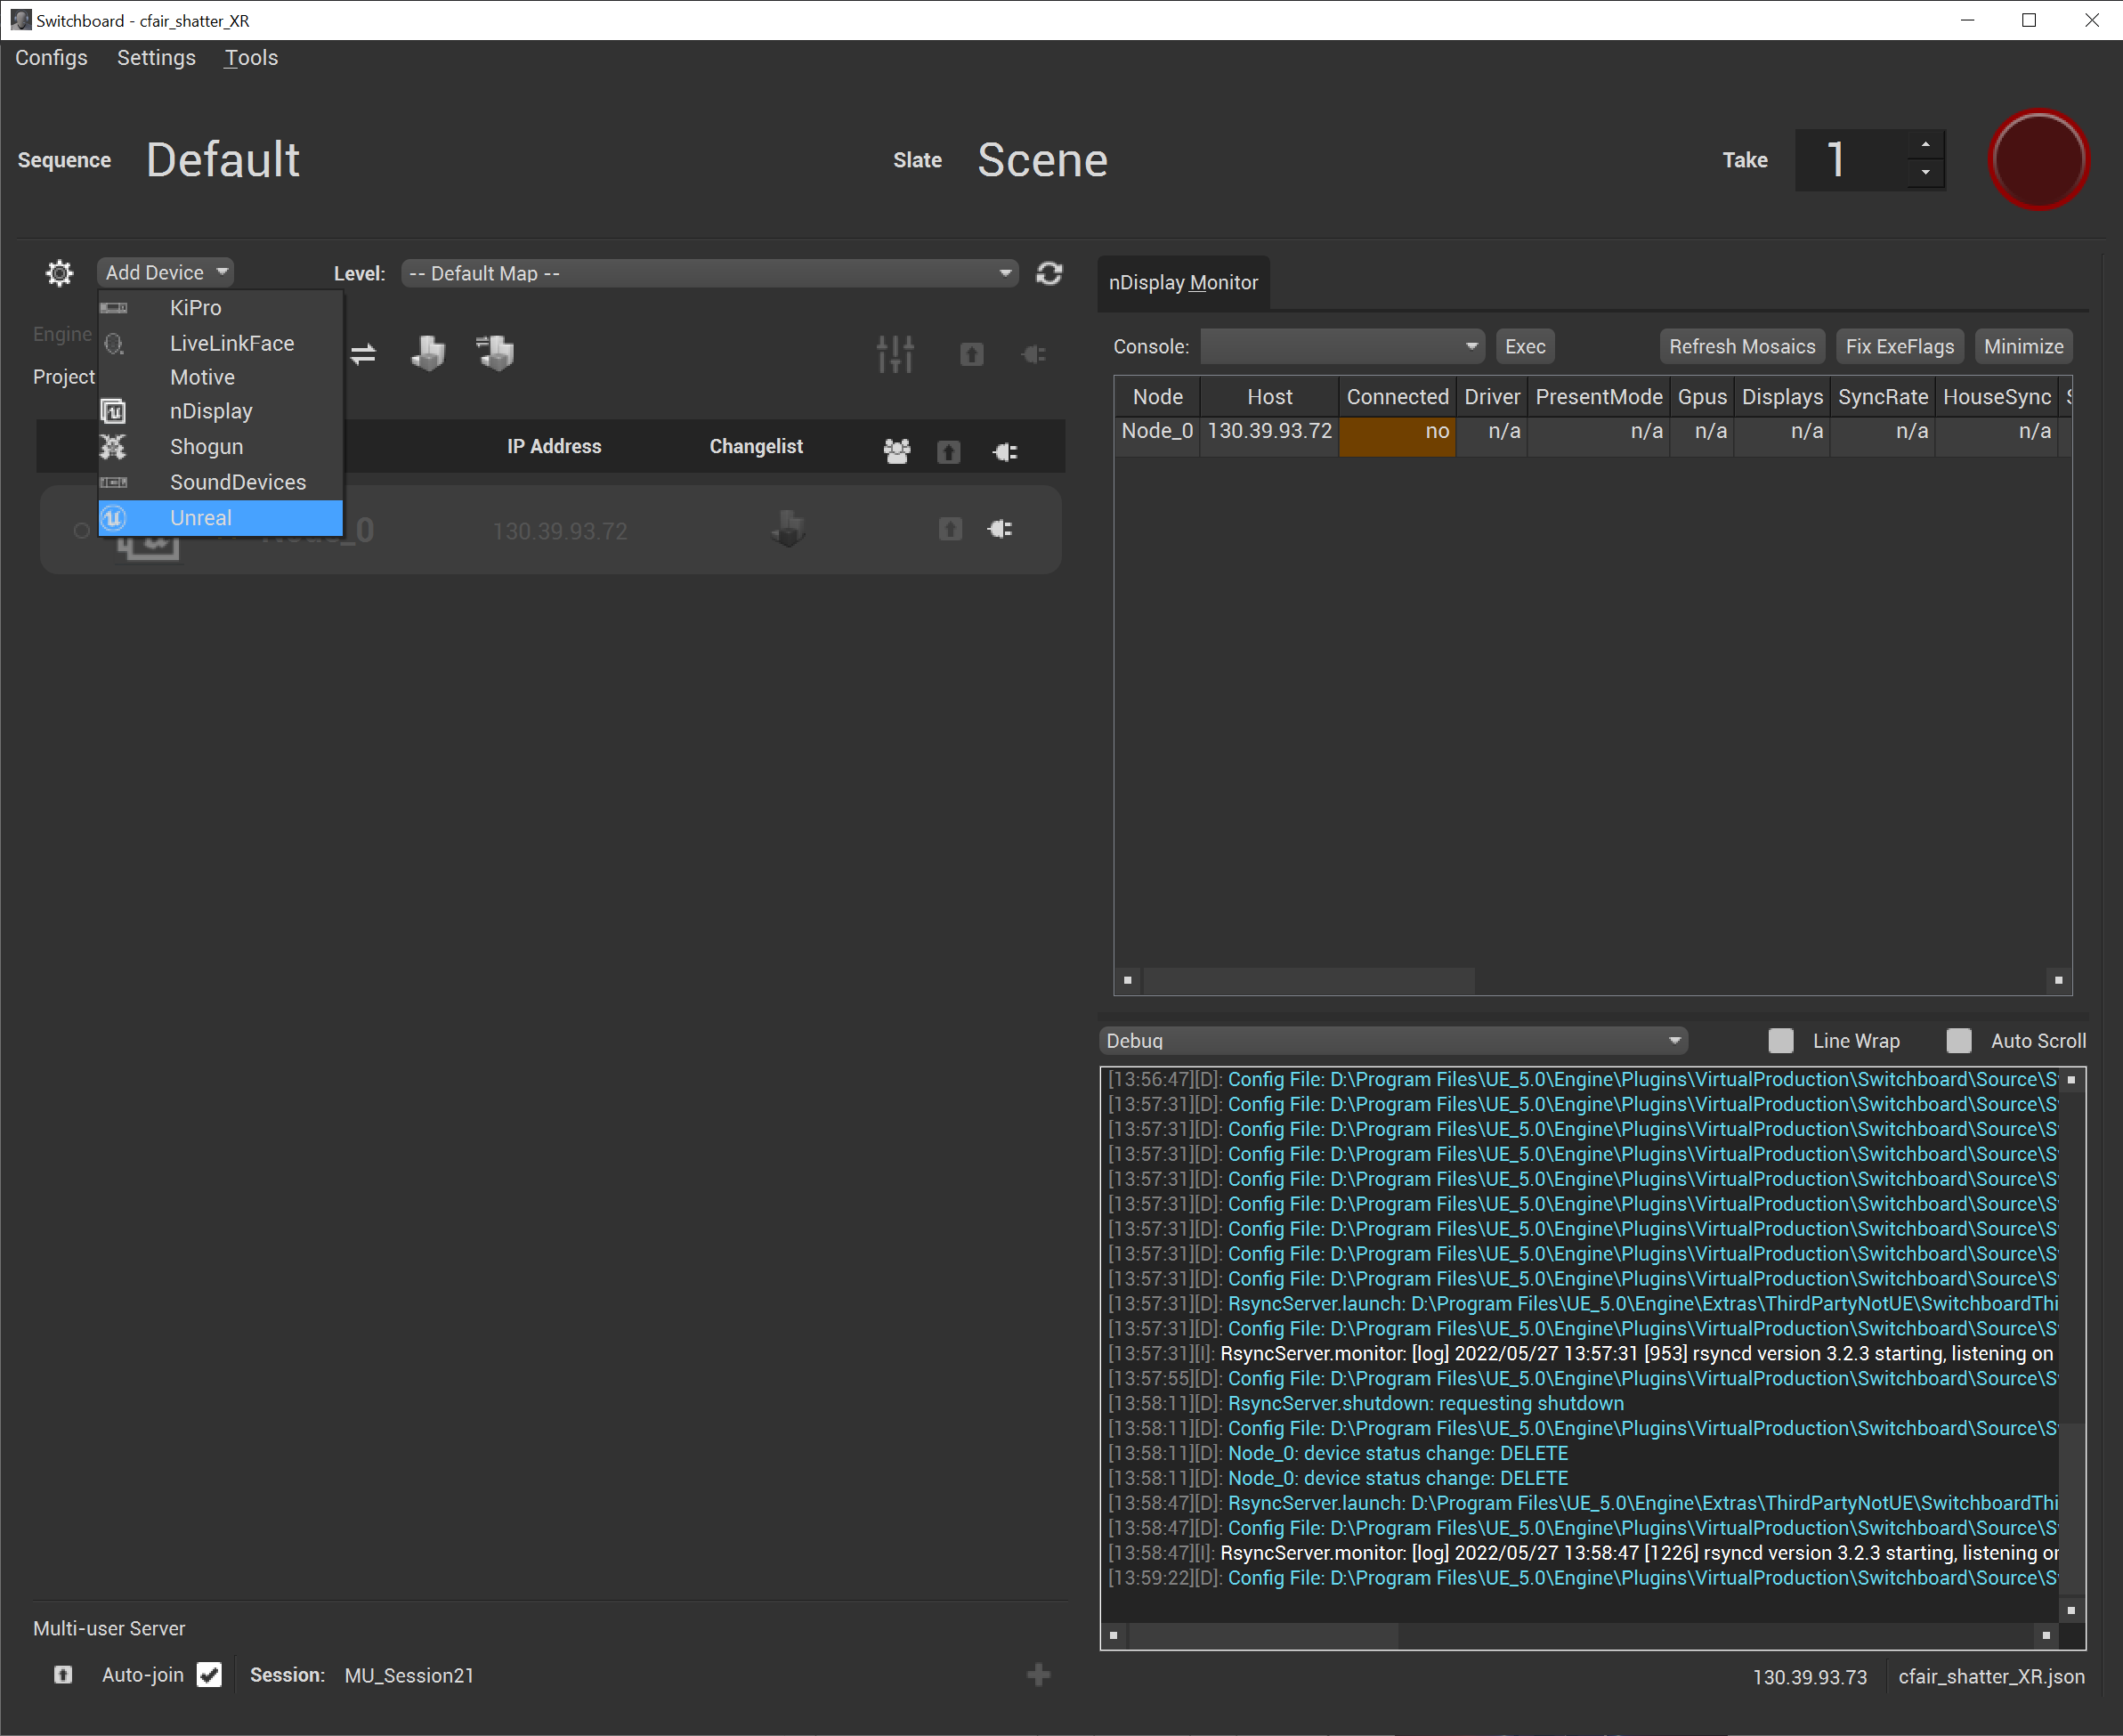 Switchboard - cfair_shatter_XR
Configs Settings Tools
Sequence Default Slate Scene Take 1
Add Device Level: -- Default Map --
KiPro
LiveLinkFace
Motive
nDisplay
Shogun
SoundDevices
Unreal
Engine
Project
IP Address Changelist
130.39.93.72
nDisplay Monitor
Console: Exec Refresh Mosaics Fix ExeFlags Minimize
Node Host Connected Driver PresentMode Gpus Displays SyncRate HouseSync
Node_0 130.39.93.72 no n/a n/a n/a n/a n/a n/a
Debug Line Wrap Auto Scroll
[13:56:47][D]: Config File: D:\Program Files\UE_5.0\Engine\Plugins\VirtualProduction\Switchboard\Source\S
[13:57:31][D]: Config File: D:\Program Files\UE_5.0\Engine\Plugins\VirtualProduction\Switchboard\Source\S
[13:57:31][D]: Config File: D:\Program Files\UE_5.0\Engine\Plugins\VirtualProduction\Switchboard\Source\S
[13:57:31][D]: Config File: D:\Program Files\UE_5.0\Engine\Plugins\VirtualProduction\Switchboard\Source\S
[13:57:31][D]: Config File: D:\Program Files\UE_5.0\Engine\Plugins\VirtualProduction\Switchboard\Source\S
[13:57:31][D]: Config File: D:\Program Files\UE_5.0\Engine\Plugins\VirtualProduction\Switchboard\Source\S
[13:57:31][D]: Config File: D:\Program Files\UE_5.0\Engine\Plugins\VirtualProduction\Switchboard\Source\S
[13:57:31][D]: Config File: D:\Program Files\UE_5.0\Engine\Plugins\VirtualProduction\Switchboard\Source\S
[13:57:31][D]: Config File: D:\Program Files\UE_5.0\Engine\Plugins\VirtualProduction\Switchboard\Source\S
[13:57:31][D]: RsyncServer.launch: D:\Program Files\UE_5.0\Engine\Extras\ThirdPartyNotUE\SwitchboardThi
[13:57:31][D]: Config File: D:\Program Files\UE_5.0\Engine\Plugins\VirtualProduction\Switchboard\Source\S
[13:57:31][I]: RsyncServer.monitor: [log] 2022/05/27 13:57:31 [953] rsyncd version 3.2.3 starting, listening on
[13:57:55][D]: Config File: D:\Program Files\UE_5.0\Engine\Plugins\VirtualProduction\Switchboard\Source\S
[13:58:11][D]: RsyncServer.shutdown: requesting shutdown
[13:58:11][D]: Config File: D:\Program Files\UE_5.0\Engine\Plugins\VirtualProduction\Switchboard\Source\S
[13:58:11][D]: Node_0: device status change: DELETE
[13:58:11][D]: Node_0: device status change: DELETE
[13:58:47][D]: RsyncServer.launch: D:\Program Files\UE_5.0\Engine\Extras\ThirdPartyNotUE\SwitchboardThi
[13:58:47][D]: Config File: D:\Program Files\UE_5.0\Engine\Plugins\VirtualProduction\Switchboard\Source\S
[13:58:47][I]: RsyncServer.monitor: [log] 2022/05/27 13:58:47 [1226] rsyncd version 3.2.3 starting, listening or
[13:59:22][D]: Config File: D:\Program Files\UE_5.0\Engine\Plugins\VirtualProduction\Switchboard\Source\S
Multi-user Server
Auto-join Session: MU_Session21
130.39.93.73 cfair_shatter_XR.json